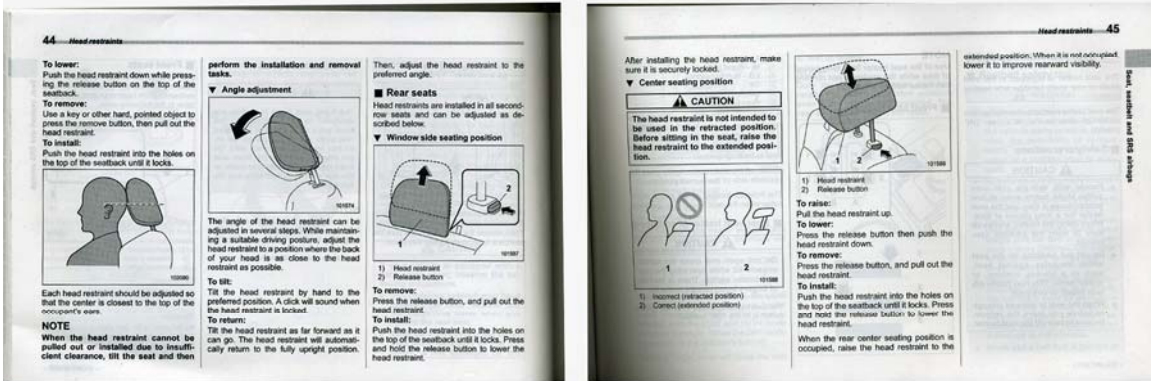 44 Head restraints
To lower:
Push the head restraint down while press-
ing the release button on the top of the
seatback.
To remove:
Use a key or other hard, pointed object to
press the remove button, then pull out the
head restraint.
To install:
Push the head restraint into the holes on
the top of the seatback until it locks.
?
Each head restraint should be adjusted so
that the center is closest to the top of the
occupant's ears.
NOTE
When the head restraint cannot be
pulled out or installed due to insuffi-
cient clearance, tilt the seat and then
perform the installation and removal
tasks.
▼ Angle adjustment
101574
The angle of the head restraint can be
adjusted in several steps. While maintain-
ing a suitable driving posture, adjust the
head restraint to a position where the back
of your head is as close to the head
restraint as possible.
To tilt:
Tilt the head restraint by hand to the
preferred position. A click will sound when
the head restraint is locked.
To return:
Tilt the head restraint as far forward as it
can go. The head restraint will automati-
cally return to the fully upright position.
Then, adjust the head restraint to the
preferred angle.
■ Rear seats
Head restraints are installed in all second-
row seats and can be adjusted as de-
scribed below.
▼ Window side seating position
2
1
101597
1) Head restraint
2) Release button
To remove:
Press the release button, and pull out the
head restraint.
To install:
Push the head restraint into the holes on
the top of the seatback until it locks. Press
and hold the release button to lower the
head restraint.
Head restraints 45
After installing the head restraint, make
sure it is securely locked.
▼ Center seating position
CAUTION
The head restraint is not intended to
be used in the retracted position.
Before sitting in the seat, raise the
head restraint to the extended posi-
tion.
1 2
101598
1) Incorrect (retracted position)
2) Correct (extended position)
1 2
101599
1) Head restraint
2) Release button
To raise:
Pull the head restraint up.
To lower:
Press the release button then push the
head restraint down.
To remove:
Press the release button, and pull out the
head restraint.
To install:
Push the head restraint into the holes on
the top of the seatback until it locks. Press
and hold the release button to lower the
head restraint.
When the rear center seating position is
occupied, raise the head restraint to the
extended position. When it is not occupied,
lower it to improve rearward visibility.
Seat, seatbelt and SRS airbags